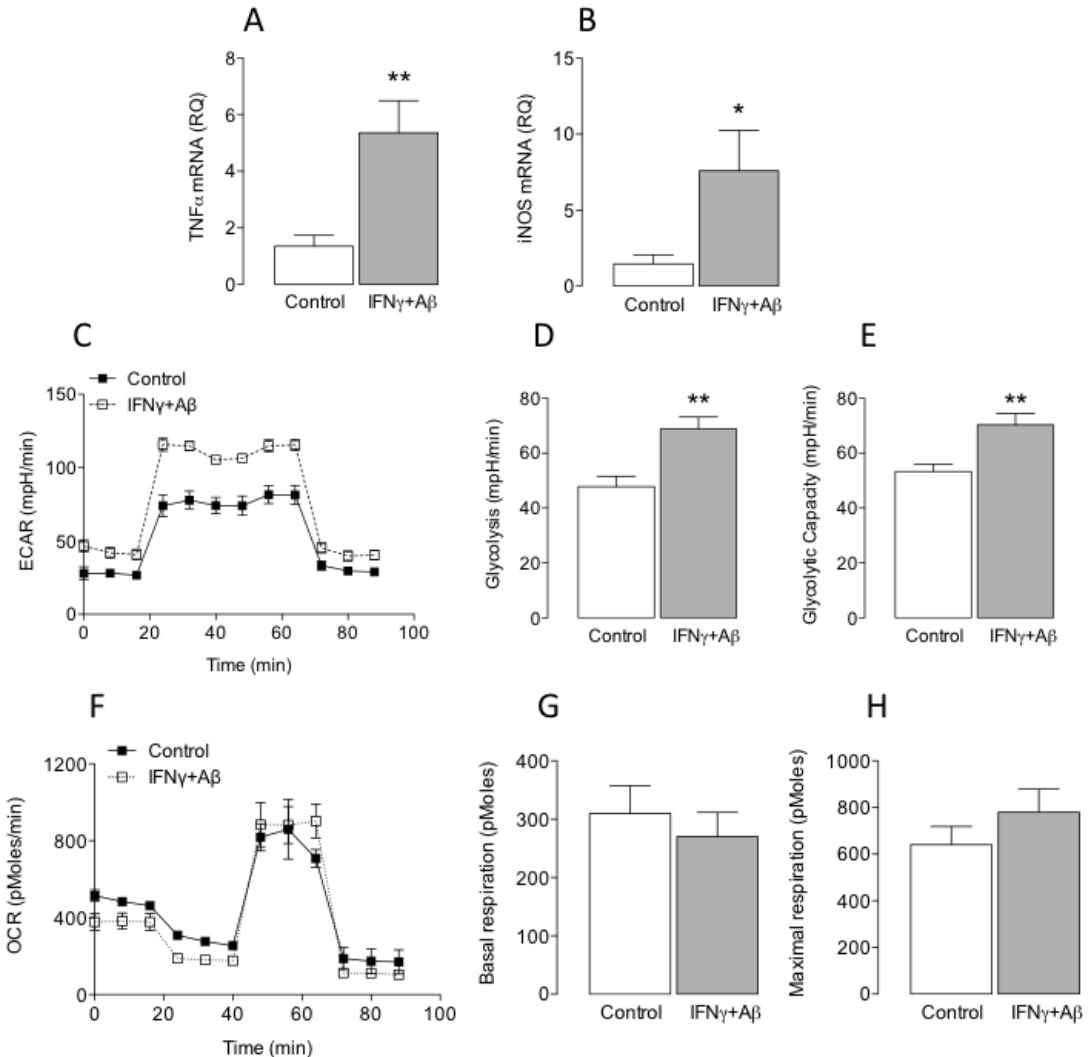 A
TNFα mRNA (RQ)
8
6
4
2
0
**
Control
IFNγ+Aβ
B
iNOS mRNA (RQ)
15
10
5
0
*
Control
IFNγ+Aβ
C
Control
IFNγ+Aβ
ECAR (mpH/min)
150
100
50
0
0 20 40 60 80 100
Time (min)
D
Glycolysis (mpH/min)
80
60
40
20
0
**
Control
IFNγ+Aβ
E
Glycolytic Capacity (mpH/min)
80
60
40
20
0
**
Control
IFNγ+Aβ
F
Control
IFNγ+Aβ
OCR (pMoles/min)
1200
800
400
0
0 20 40 60 80 100
Time (min)
G
Basal respiration (pMoles)
400
300
200
100
0
Control
IFNγ+Aβ
H
Maximal respiration (pMoles)
1000
800
600
400
200
0
Control
IFNγ+Aβ